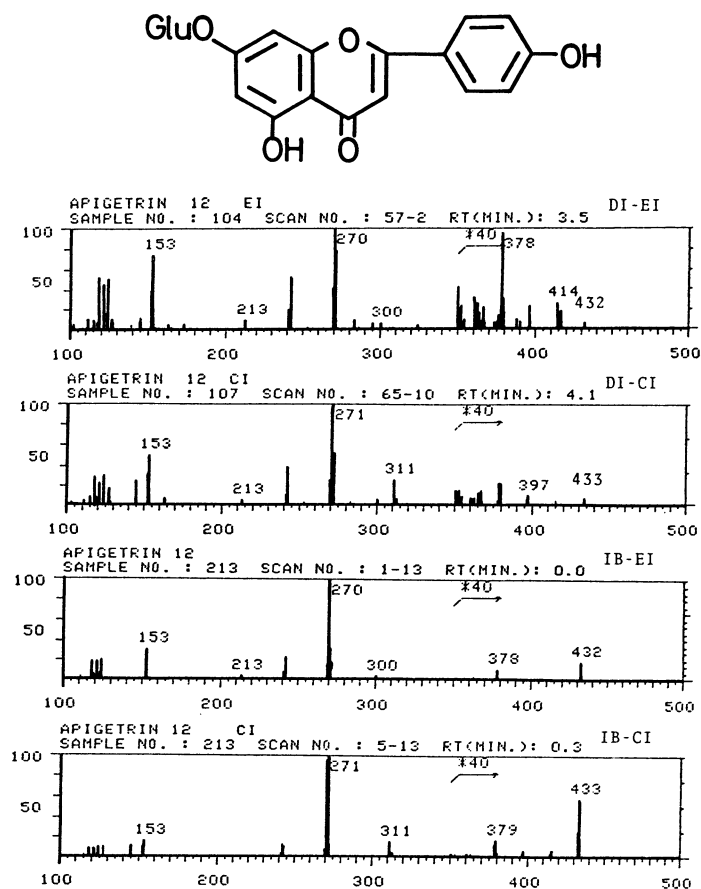 GluO
O
OH
OH
O
APIGETRIN 12 EI DI-EI
SAMPLE NO. : 104 SCAN NO. : 57-2 RT(MIN.): 3.5
100
50
153
213
270
300
*40
378
414
432
100 200 300 400 500
APIGETRIN 12 CI DI-CI
SAMPLE NO. : 107 SCAN NO. : 65-10 RT(MIN.): 4.1
100
50
153
213
271
311
*40
397
433
100 200 300 400 500
APIGETRIN 12 IB-EI
SAMPLE NO. : 213 SCAN NO. : 1-13 RT(MIN.): 0.0
100
50
153
213
270
300
*40
378
432
100 200 300 400 500
APIGETRIN 12 CI IB-CI
SAMPLE NO. : 213 SCAN NO. : 5-13 RT(MIN.): 0.3
100
50
153
271
311
*40
379
433
100 200 300 400 500